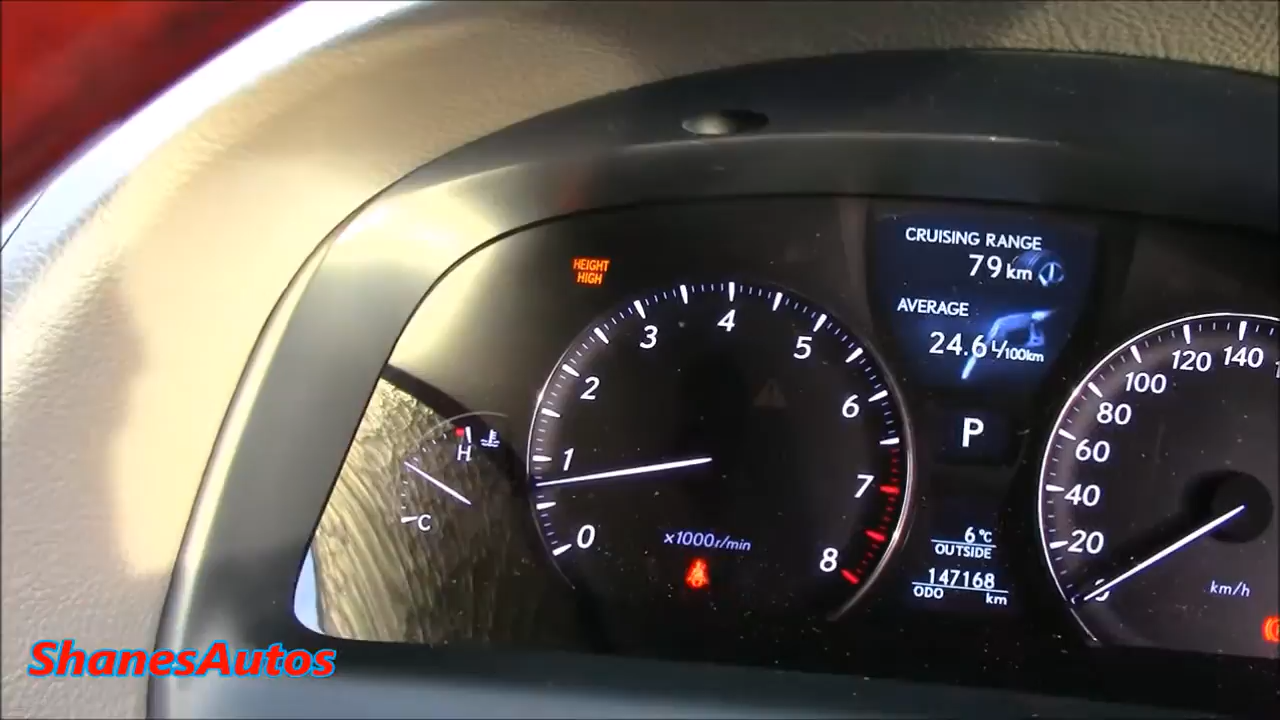 HEIGHT
HIGH
CRUISING RANGE
79 km
AVERAGE
24.6 L/100km
0
1
2
3
4
5
6
7
8
x1000r/min
H
C
P
6°C
OUTSIDE
147168
ODO km
0
20
40
60
80
100
120
140
km/h
ShanesAutos